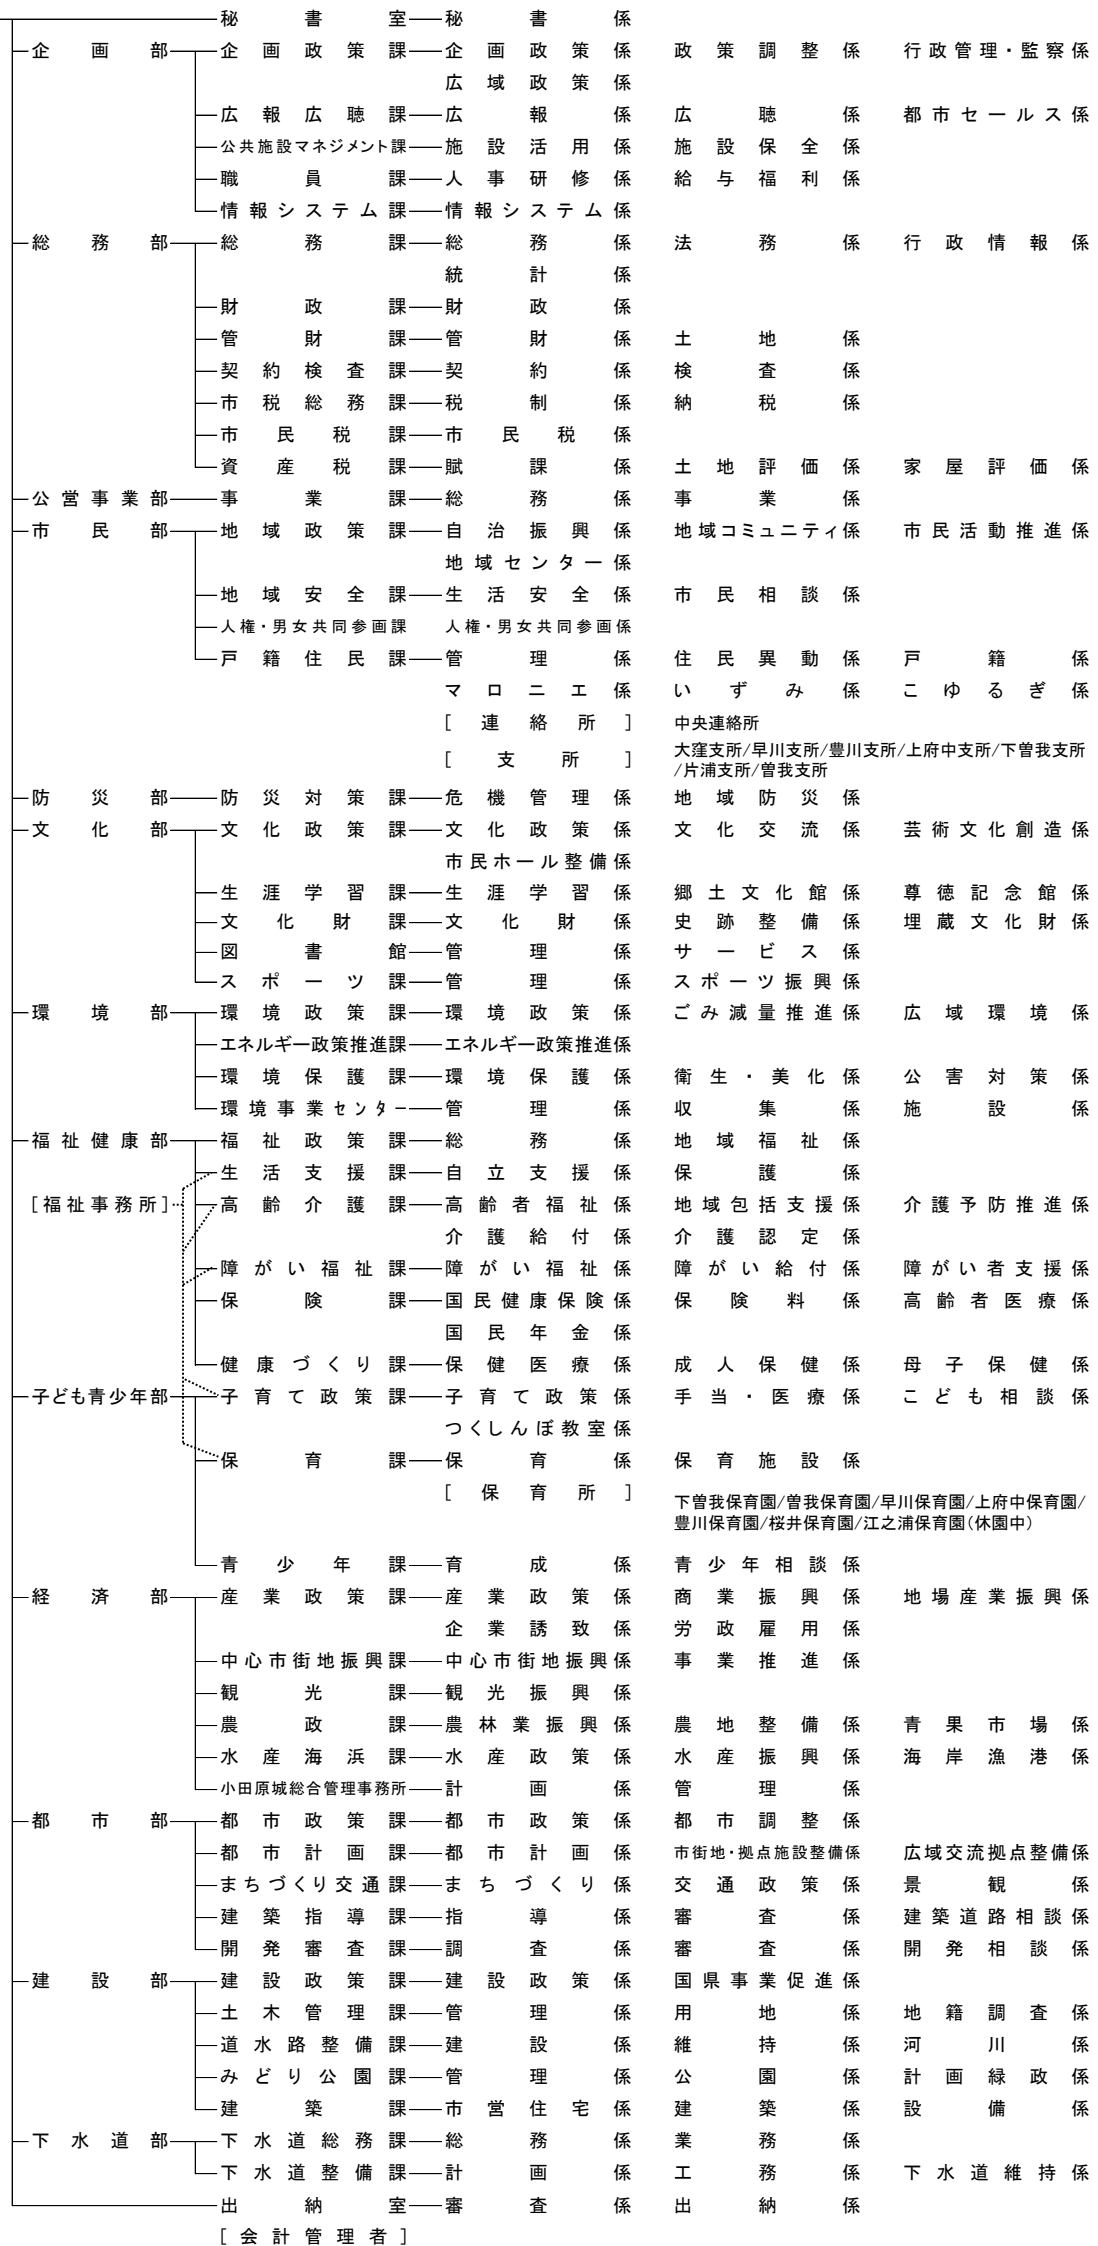 秘書室 秘書係
企画部 企画政策課 企画政策係 政策調整係 行政管理・監察係
広域政策係
広報広聴課 広報係 広聴係 都市セールス係
公共施設マネジメント課 施設活用係 施設保全係
職員課 人事研修係 給与福利係
情報システム課 情報システム係
総務部 総務課 総務係 法務係 行政情報係
統計係
財政課 財政係
管財課 管財係 土地係
契約検査課 契約係 検査係
市税総務課 税制係 納税係
市民税課 市民税係
資産税課 賦課係 土地評価係 家屋評価係
公営事業部 事業課 総務係 事業係
市民部 地域政策課 自治振興係 地域コミュニティ係 市民活動推進係
地域センター係
地域安全課 生活安全係 市民相談係
人権・男女共同参画課 人権・男女共同参画係
戸籍住民課 管理係 住民異動係 戸籍係
マロニエ係 いずみ係 こゆるぎ係
[連絡所] 中央連絡所
[支所] 大窪支所/早川支所/豊川支所/上府中支所/下曽我支所
/片浦支所/曽我支所
防災部 防災対策課 危機管理係 地域防災係
文化部 文化政策課 文化政策係 文化交流係 芸術文化創造係
市民ホール整備係
生涯学習課 生涯学習係 郷土文化館係 尊徳記念館係
文化財課 文化財係 史跡整備係 埋蔵文化財係
図書館 管理係 サービス係
スポーツ課 管理係 スポーツ振興係
環境部 環境政策課 環境政策係 ごみ減量推進係 広域環境係
エネルギー政策推進課 エネルギー政策推進係
環境保護課 環境保護係 衛生・美化係 公害対策係
環境事業センター 管理係 収集係 施設係
福祉健康部 福祉政策課 総務係 地域福祉係
生活支援課 自立支援係 保護係
[福祉事務所] 高齢介護課 高齢者福祉係 地域包括支援係 介護予防推進係
介護給付係 介護認定係
障がい福祉課 障がい福祉係 障がい給付係 障がい者支援係
保険課 国民健康保険係 保険料係 高齢者医療係
国民年金係
健康づくり課 保健医療係 成人保健係 母子保健係
子ども青少年部 子育て政策課 子育て政策係 手当・医療係 こども相談係
つくしんぼ教室係
保育課 保育係 保育施設係
[保育所] 下曽我保育園/曽我保育園/早川保育園/上府中保育園/
豊川保育園/桜井保育園/江之浦保育園(休園中)
青少年課 育成係 青少年相談係
経済部 産業政策課 産業政策係 商業振興係 地場産業振興係
企業誘致係 労政雇用係
中心市街地振興課 中心市街地振興係 事業推進係
観光課 観光振興係
農政課 農林業振興係 農地整備係 青果市場係
水産海浜課 水産政策係 水産振興係 海岸漁港係
小田原城総合管理事務所 計画係 管理係
都市部 都市政策課 都市政策係 都市調整係
都市計画課 都市計画係 市街地・拠点施設整備係 広域交流拠点整備係
まちづくり交通課 まちづくり係 交通政策係 景観係
建築指導課 指導係 審査係 建築道路相談係
開発審査課 調査係 審査係 開発相談係
建設部 建設政策課 建設政策係 国県事業促進係
土木管理課 管理係 用地係 地籍調査係
道水路整備課 建設係 維持係 河川係
みどり公園課 管理係 公園係 計画緑政係
建築課 市営住宅係 建築係 設備係
下水道部 下水道総務課 総務係 業務係
下水道整備課 計画係 工務係 下水道維持係
出納室 審査係 出納係
[会計管理者]